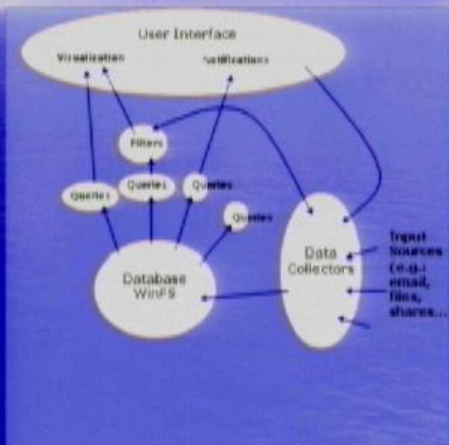 User Interface
Visualization
Notifications
Filters
Queries
Queries
Queries
Queries
Database
WinFS
Data
Collectors
Input
Sources
(e.g.:
email,
files,
shares...